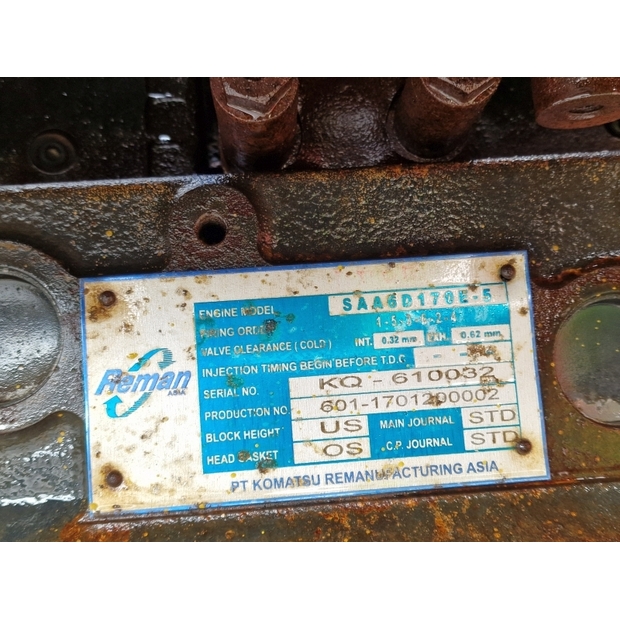 Reman
ASIA
ENGINE MODEL SAA6D170E-5
FIRING ORDER
VALVE CLEARANCE ( COLD ) INT. 0.32 mm EXH. 0.62 mm
INJECTION TIMING BEGIN BEFORE T.D.C.
SERIAL NO. KQ - 610032
PRODUCTION NO. 601-1701200002
BLOCK HEIGHT US MAIN JOURNAL STD
HEAD GASKET OS C.P. JOURNAL STD
PT KOMATSU REMANUFACTURING ASIA